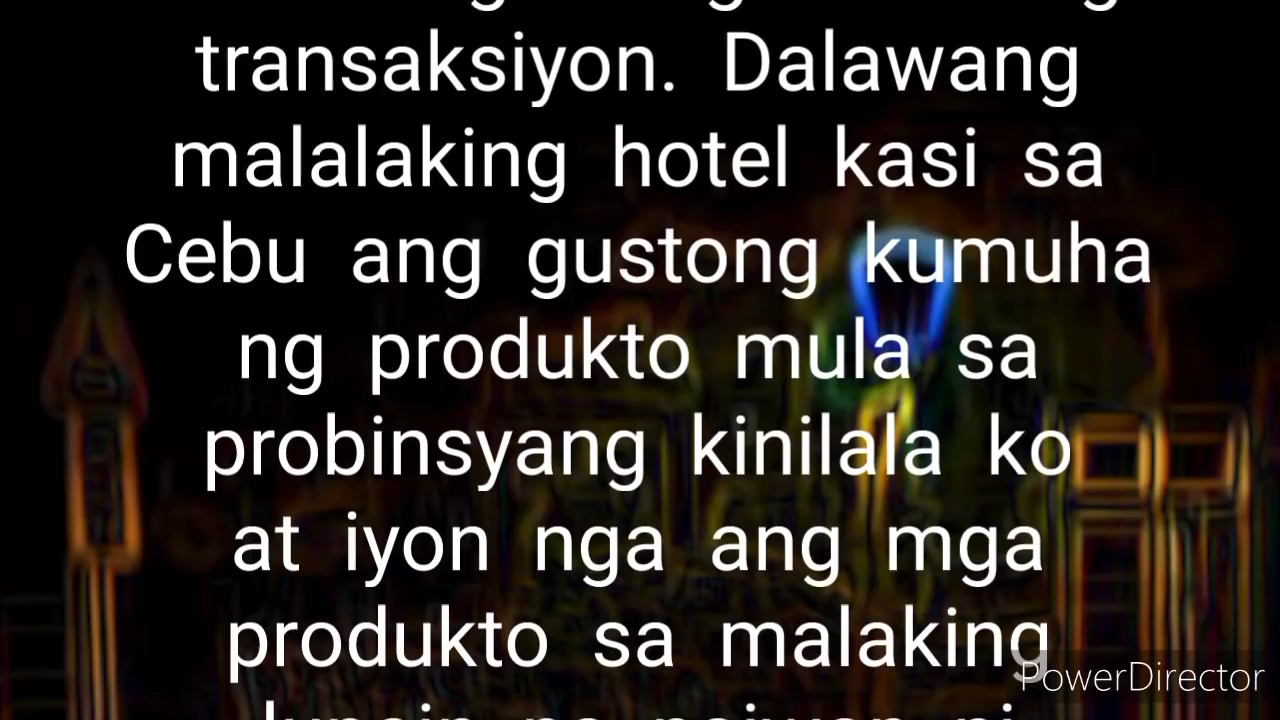 transaksiyon. Dalawang
malalaking hotel kasi sa
Cebu ang gustong kumuha
ng produkto mula sa
probinsyang kinilala ko
at iyon nga ang mga
produkto sa malaking
PowerDirector